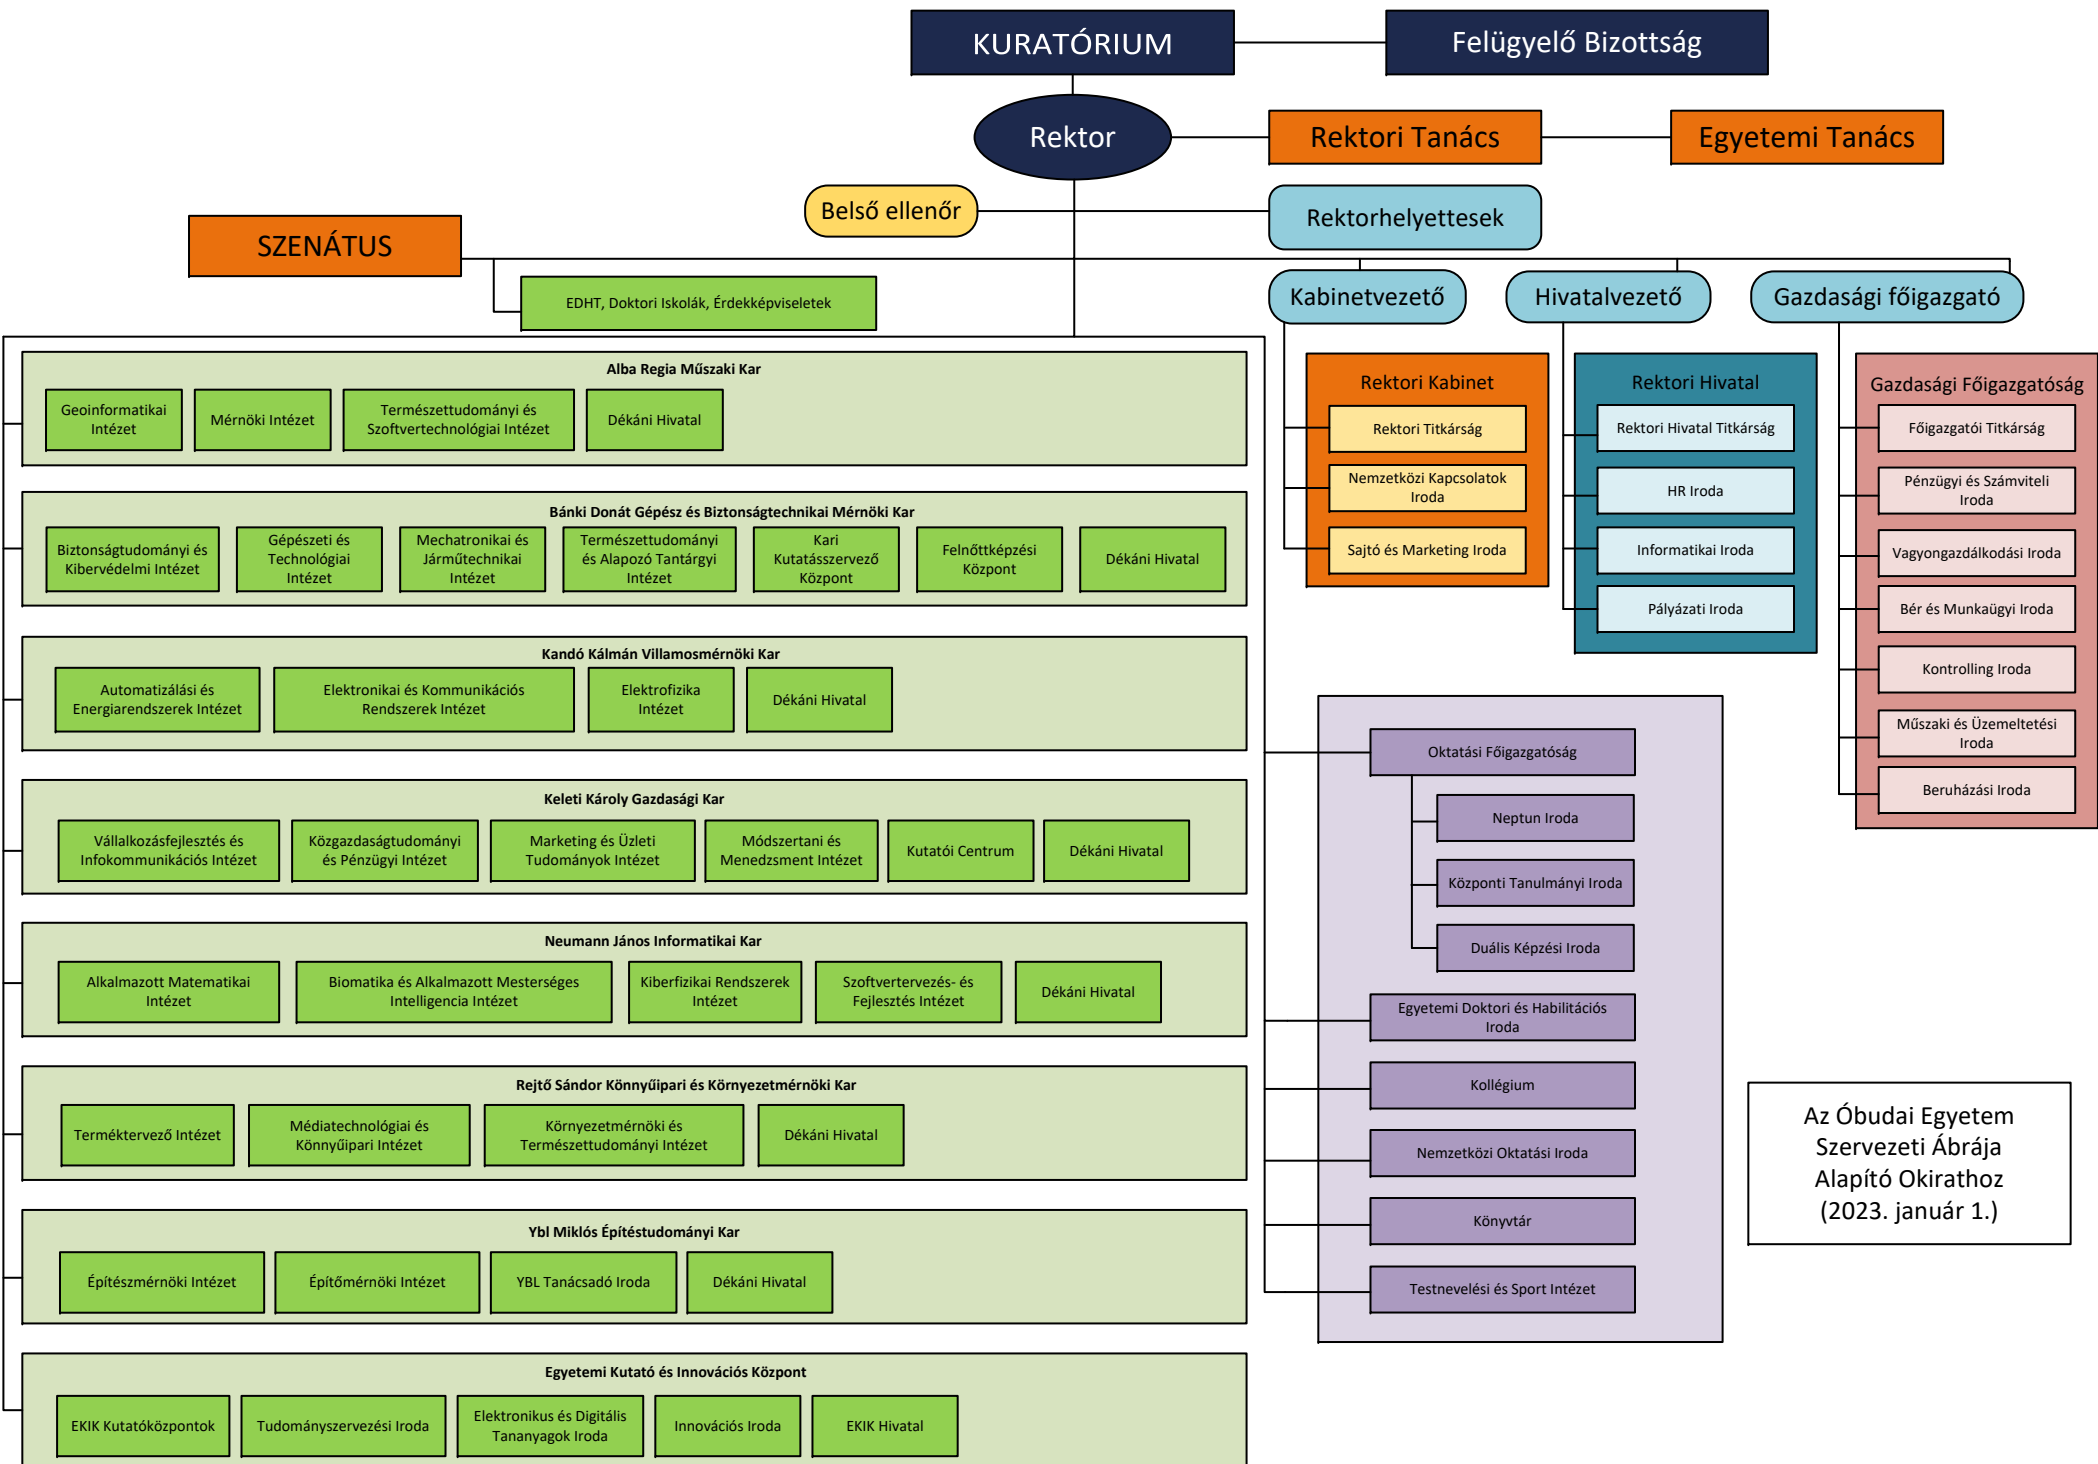 KURATÓRIUM
Felügyelő Bizottság
Rektor
Rektori Tanács
Egyetemi Tanács
Belső ellenőr
Rektorhelyettesek
SZENÁTUS
EDHT, Doktori Iskolák, Érdekképviseletek
Kabinetvezető
Hivatalvezető
Gazdasági főigazgató
Alba Regia Műszaki Kar
Geoinformatikai
Intézet
Mérnöki Intézet
Természettudományi és
Szoftvertechnológiai Intézet
Dékáni Hivatal
Bánki Donát Gépész és Biztonságtechnikai Mérnöki Kar
Biztonságtudományi és
Kibervédelmi Intézet
Gépészeti és
Technológiai
Intézet
Mechatronikai és
Járműtechnikai
Intézet
Természettudományi
és Alapozó Tantárgyi
Intézet
Kari
Kutatásszervező
Központ
Felnőttképzési
Központ
Dékáni Hivatal
Kandó Kálmán Villamosmérnöki Kar
Automatizálási és
Energiarendszerek Intézet
Elektronikai és Kommunikációs
Rendszerek Intézet
Elektrofizika
Intézet
Dékáni Hivatal
Keleti Károly Gazdasági Kar
Vállalkozásfejlesztés és
Infokommunikációs Intézet
Közgazdaságtudományi
és Pénzügyi Intézet
Marketing és Üzleti
Tudományok Intézet
Módszertani és
Menedzsment Intézet
Kutatói Centrum
Dékáni Hivatal
Neumann János Informatikai Kar
Alkalmazott Matematikai
Intézet
Biomatika és Alkalmazott Mesterséges
Intelligencia Intézet
Kiberfizikai Rendszerek
Intézet
Szoftvertervezés- és
Fejlesztés Intézet
Dékáni Hivatal
Rejtő Sándor Könnyűipari és Környezetmérnöki Kar
Terméktervező Intézet
Médiatechnológiai és
Könnyűipari Intézet
Környezetmérnöki és
Természettudományi Intézet
Dékáni Hivatal
Ybl Miklós Építéstudományi Kar
Építészmérnöki Intézet
Építőmérnöki Intézet
YBL Tanácsadó Iroda
Dékáni Hivatal
Egyetemi Kutató és Innovációs Központ
EKIK Kutatóközpontok
Tudományszervezési Iroda
Elektronikus és Digitális
Tananyagok Iroda
Innovációs Iroda
EKIK Hivatal
Rektori Kabinet
Rektori Titkárság
Nemzetközi Kapcsolatok
Iroda
Sajtó és Marketing Iroda
Rektori Hivatal
Rektori Hivatal Titkárság
HR Iroda
Informatikai Iroda
Pályázati Iroda
Gazdasági Főigazgatóság
Főigazgatói Titkárság
Pénzügyi és Számviteli
Iroda
Vagyongazdálkodási Iroda
Bér és Munkaügyi Iroda
Kontrolling Iroda
Műszaki és Üzemeltetési
Iroda
Beruházási Iroda
Oktatási Főigazgatóság
Neptun Iroda
Központi Tanulmányi Iroda
Duális Képzési Iroda
Egyetemi Doktori és Habilitációs
Iroda
Kollégium
Nemzetközi Oktatási Iroda
Könyvtár
Testnevelési és Sport Intézet
Az Óbudai Egyetem
Szervezeti Ábrája
Alapító Okirathoz
(2023. január 1.)